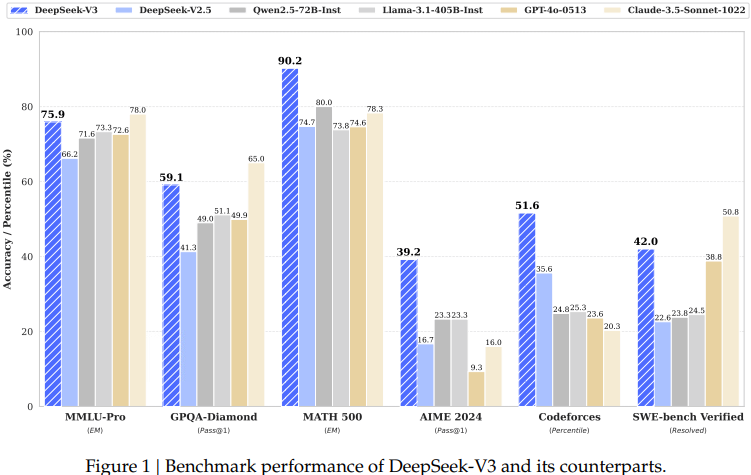 DeepSeek-V3 DeepSeek-V2.5 Qwen2.5-72B-Inst Llama-3.1-405B-Inst GPT-4o-0513 Claude-3.5-Sonnet-1022
Accuracy / Percentile (%)
100
80
60
40
20
0
75.9 66.2 71.6 73.3 72.6 78.0
59.1 41.3 49.0 51.1 49.9 65.0
90.2 74.7 80.0 73.8 74.6 78.3
39.2 16.7 23.3 23.3 9.3 16.0
51.6 35.6 24.8 25.3 23.6 20.3
42.0 22.6 23.8 24.5 38.8 50.8
MMLU-Pro GPQA-Diamond MATH 500 AIME 2024 Codeforces SWE-bench Verified
(EM) (Pass@1) (EM) (Pass@1) (Percentile) (Resolved)
Figure 1 | Benchmark performance of DeepSeek-V3 and its counterparts.